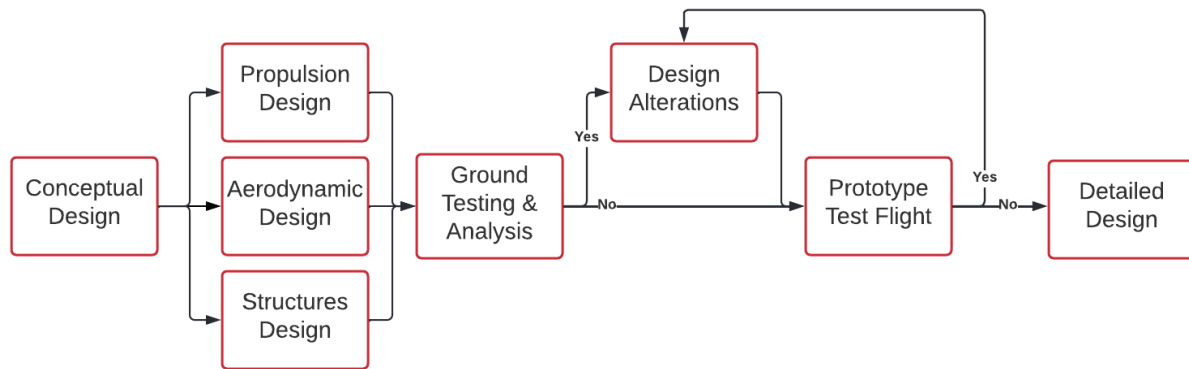 Conceptual
Design
Propulsion
Design
Aerodynamic
Design
Structures
Design
Ground
Testing &
Analysis
Yes
No
Design
Alterations
Prototype
Test Flight
Yes
No
Detailed
Design